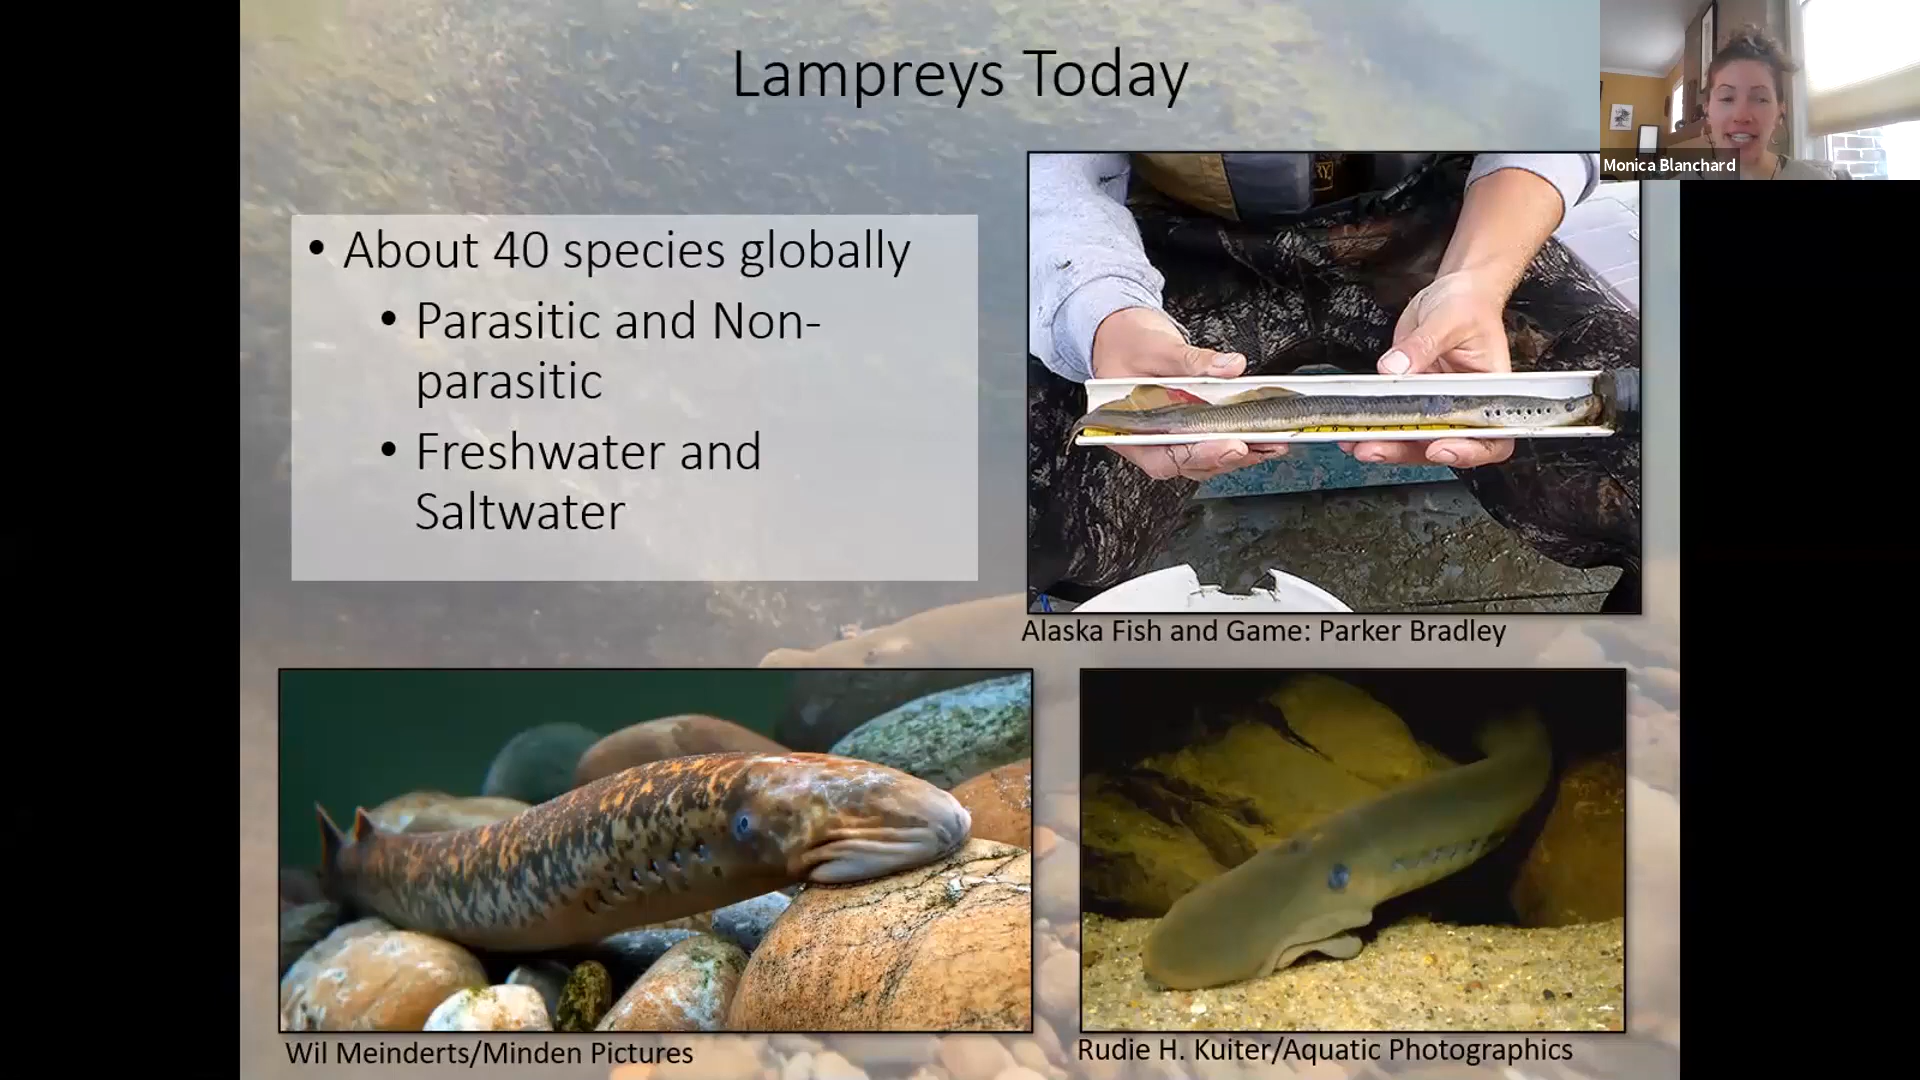 Lampreys Today
Monica Blanchard
• About 40 species globally
• Parasitic and Non-
parasitic
• Freshwater and
Saltwater
RY
Alaska Fish and Game: Parker Bradley
Wil Meinderts/Minden Pictures
Rudie H. Kuiter/Aquatic Photographics